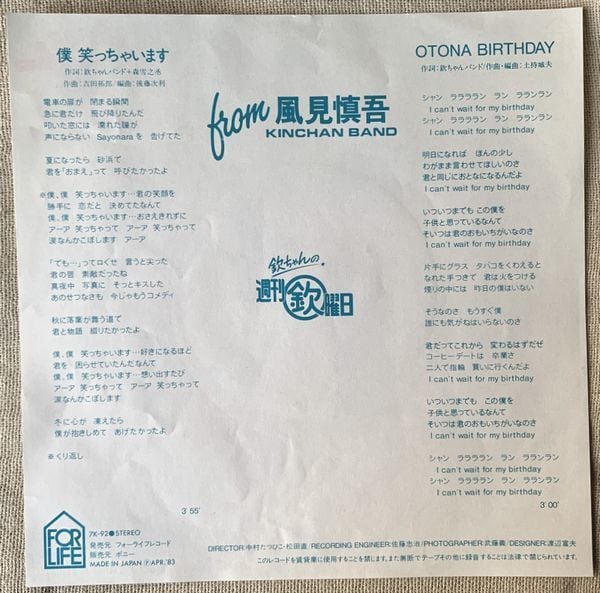 僕 笑っちゃいます
作詞：欽ちゃんバンド＋森雪之丞
作曲：吉田拓郎/編曲：後藤次利
電車の扉が 閉まる瞬間
急に君だけ 飛び降りたんだ
叩いた窓には 濡れた瞳が
声にならない Sayonaraを 告げてた
夏になったら 砂浜で
君を「おまえ」って 呼びたかったよ
※僕、僕 笑っちゃいます…君の笑顔を
勝手に 恋だと 決めてたなんて
僕、僕 笑っちゃいます…おさえきれずに
アーア 笑っちゃって アーア 笑っちゃって
涙なんかこぼします アーア
「でも…」ってロぐせ 言うと尖った
君の唇 素敵だったね
真夜中 写真に そっとキスした
あのせつなさも 今じゃもうコメディ
秋に落葉が舞う道で
君と物語 綴りたかったよ
僕、僕 笑っちゃいます…好きになるほど
君を 困らせていたんだなんて
僕、僕 笑っちゃいます…想い出すたび
アーア 笑っちゃって アーア 笑っちゃって
涙なんかこぼします
冬に心が 凍えたら
僕が抱きしめて あげたかったよ
※くり返し
3´55˝
from 風見慎吾
KINCHAN BAND
欽ちゃんの
週刊欽曜日
OTONA BIRTHDAY
作詞：欽ちゃんバンド/作曲・編曲：土持城夫
シャン ララララン ラン ラランラン
I can't wait for my birthday
シャン ララララン ラン ラランラン
I can't wait for my birthday
明日になれば ほんの少し
わがまま言わせてほしいのさ
君と同じにおとなになるんだよ
I can't wait for my birthday
いついつまでも この僕を
子供と思っているなんて
そいつは君のおもいちがいなのさ
I can't wait for my birthday
片手にグラス タバコをくわえると
なれた手つきで 君は火をつける
煙りの中には 昨日の僕はいない
そうなのさ もうすぐ僕
誰にも気がねはいらないのさ
君だってこれから 変わるはずだぜ
コーヒーデートは 卒業さ
二人で指輪 買いに行くんだよ
I can't wait for my birthday
いついつまでも この僕を
子供と思っているなんて
そいつは君のおもいちがいなのさ
I can't wait for my birthday
シャン ララララン ラン ラランラン
I can't wait for my birthday
シャン ララララン ラン ラランラン
I can't wait for my birthday
3´00˝
FOR
LIFE
7K-92●STEREO
発売元 フォーライフレコード
販売元 ポニー
MADE IN JAPAN Ⓟ APR.'83
DIRECTOR:中村たつひこ・松田直/RECORDING ENGINEER:佐藤忠治/PHOTOGRAPHER:武藤義/DESIGNER:渡辺富夫
このレコードを賃貸業に使用することを禁じます。また無断でテープその他に録音することは法律で禁じられています。